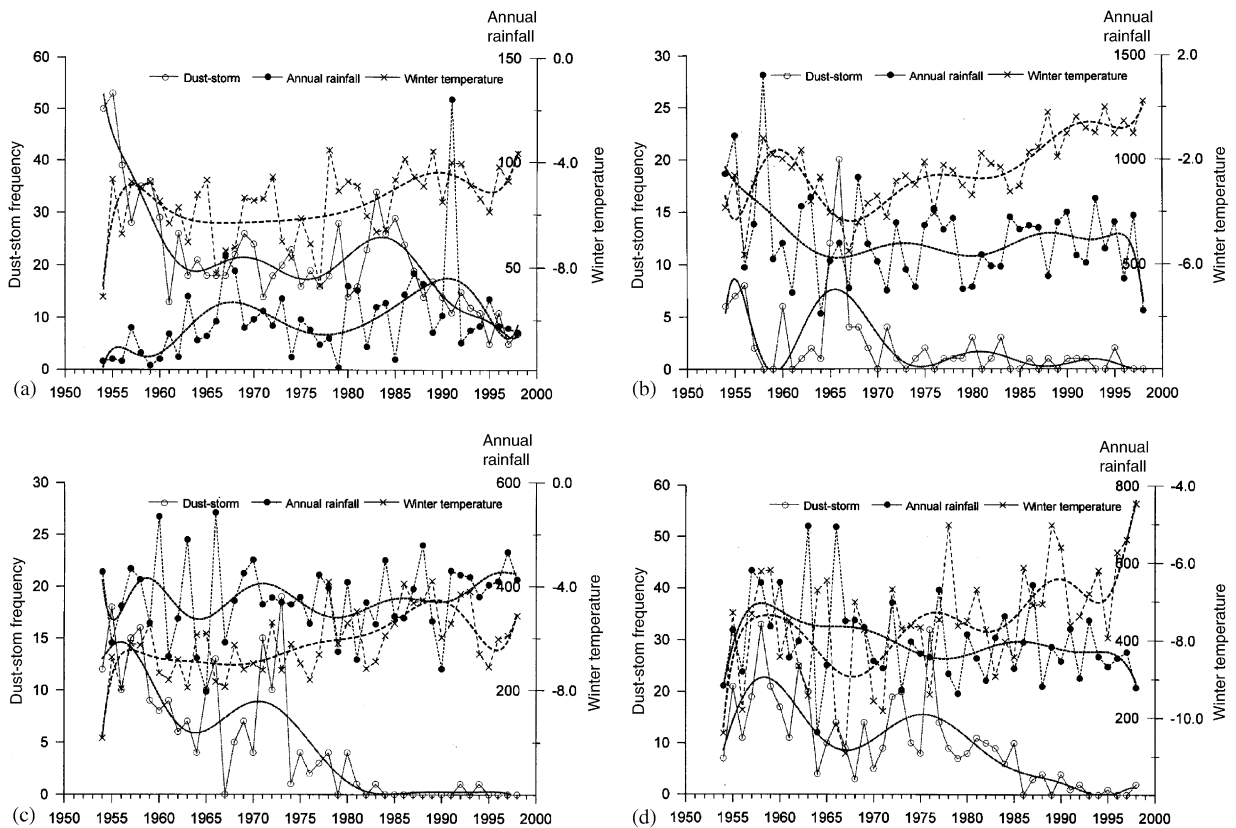 (a)
Annual
rainfall
60
50
40
30
20
10
0
Dust-stom frequency
Dust-storm
Annual rainfall
Winter temperature
150
100
50
0.0
-4.0
-8.0
Winter temperature
1950 1955 1960 1965 1970 1975 1980 1985 1990 1995 2000
(b)
Annual
rainfall
30
25
20
15
10
5
0
Dust-stom frequency
Dust-storm
Annual rainfall
Winter temperature
1500
1000
500
2.0
-2.0
-6.0
Winter temperature
1950 1955 1960 1965 1970 1975 1980 1985 1990 1995 2000
(c)
Annual
rainfall
30
25
20
15
10
5
0
Dust-stom frequency
Dust-storm
Annual rainfall
Winter temperature
600
400
200
0.0
-4.0
-8.0
Winter temperature
1950 1955 1960 1965 1970 1975 1980 1985 1990 1995 2000
(d)
Annual
rainfall
60
50
40
30
20
10
0
Dust-stom frequency
Dust-storm
Annual rainfall
Winter temperature
800
600
400
200
-4.0
-6.0
-8.0
-10.0
Winter temperature
1950 1955 1960 1965 1970 1975 1980 1985 1990 1995 2000